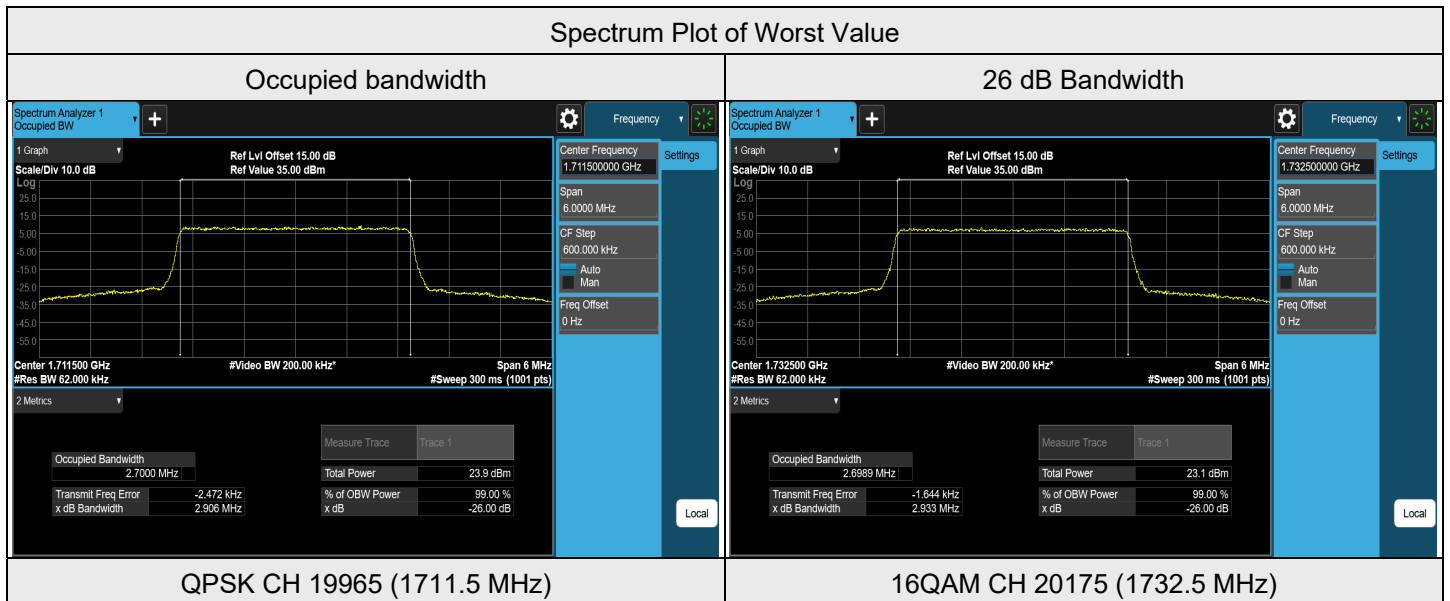 Spectrum Plot of Worst Value
Occupied bandwidth
26 dB Bandwidth
Spectrum Analyzer 1
Occupied BW
Frequency
1 Graph
Ref Lvl Offset 15.00 dB
Scale/Div 10.0 dB
Ref Value 35.00 dBm
Log
25.0
15.0
5.00
-5.00
-15.0
-25.0
-35.0
-45.0
-55.0
Center 1.711500 GHz
#Video BW 200.00 kHz*
Span 6 MHz
#Res BW 62.000 kHz
#Sweep 300 ms (1001 pts)
Center Frequency
1.711500000 GHz
Settings
Span
6.0000 MHz
CF Step
600.000 kHz
Auto
Man
Freq Offset
0 Hz
Local
2 Metrics
Measure Trace Trace 1
Occupied Bandwidth
2.7000 MHz
Total Power 23.9 dBm
Transmit Freq Error -2.472 kHz
% of OBW Power 99.00 %
x dB Bandwidth 2.906 MHz
x dB -26.00 dB
Spectrum Analyzer 1
Occupied BW
Frequency
1 Graph
Ref Lvl Offset 15.00 dB
Scale/Div 10.0 dB
Ref Value 35.00 dBm
Log
25.0
15.0
5.00
-5.00
-15.0
-25.0
-35.0
-45.0
-55.0
Center 1.732500 GHz
#Video BW 200.00 kHz*
Span 6 MHz
#Res BW 62.000 kHz
#Sweep 300 ms (1001 pts)
Center Frequency
1.732500000 GHz
Settings
Span
6.0000 MHz
CF Step
600.000 kHz
Auto
Man
Freq Offset
0 Hz
Local
2 Metrics
Measure Trace Trace 1
Occupied Bandwidth
2.6989 MHz
Total Power 23.1 dBm
Transmit Freq Error -1.644 kHz
% of OBW Power 99.00 %
x dB Bandwidth 2.933 MHz
x dB -26.00 dB
QPSK CH 19965 (1711.5 MHz)
16QAM CH 20175 (1732.5 MHz)